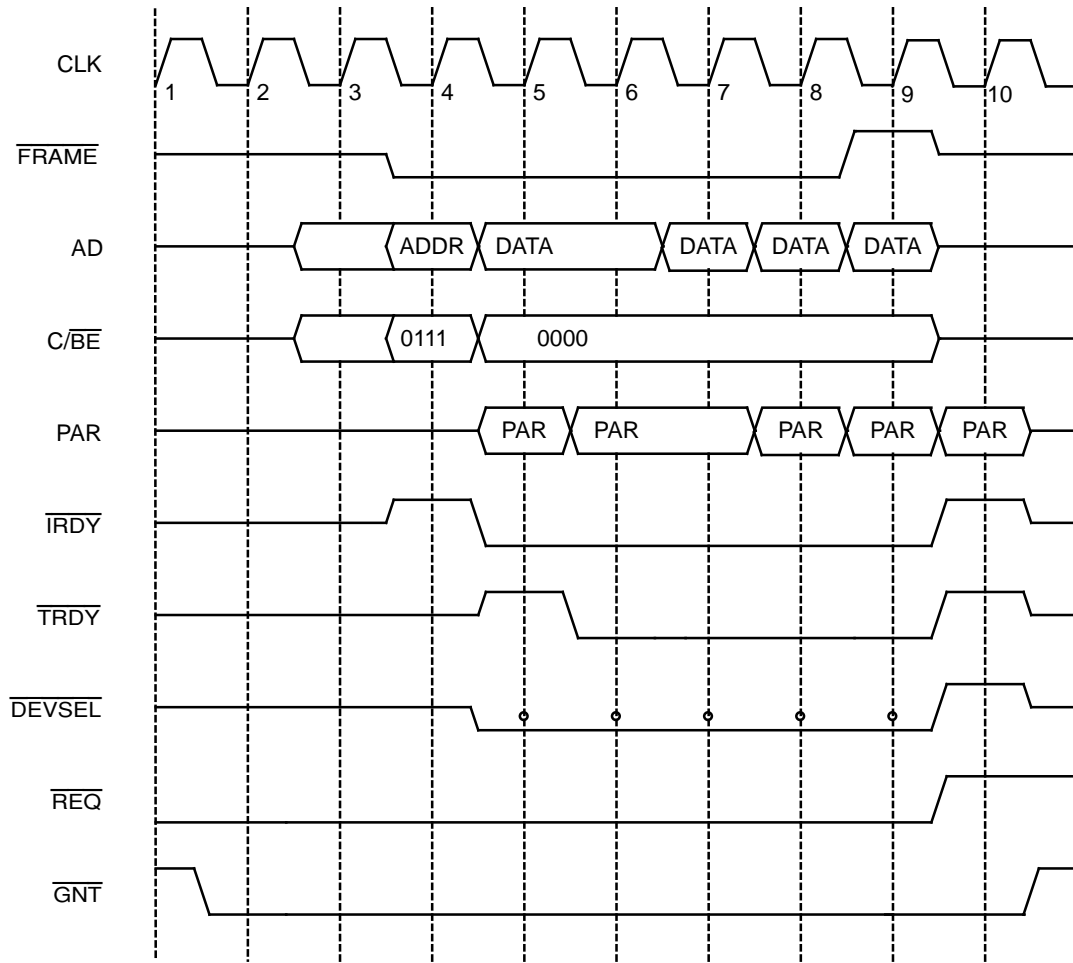 CLK
1 2 3 4 5 6 7 8 9 10
FRAME
AD ADDR DATA DATA DATA DATA
C/BE 0111 0000
PAR PAR PAR PAR PAR PAR
IRDY
TRDY
DEVSEL
REQ
GNT